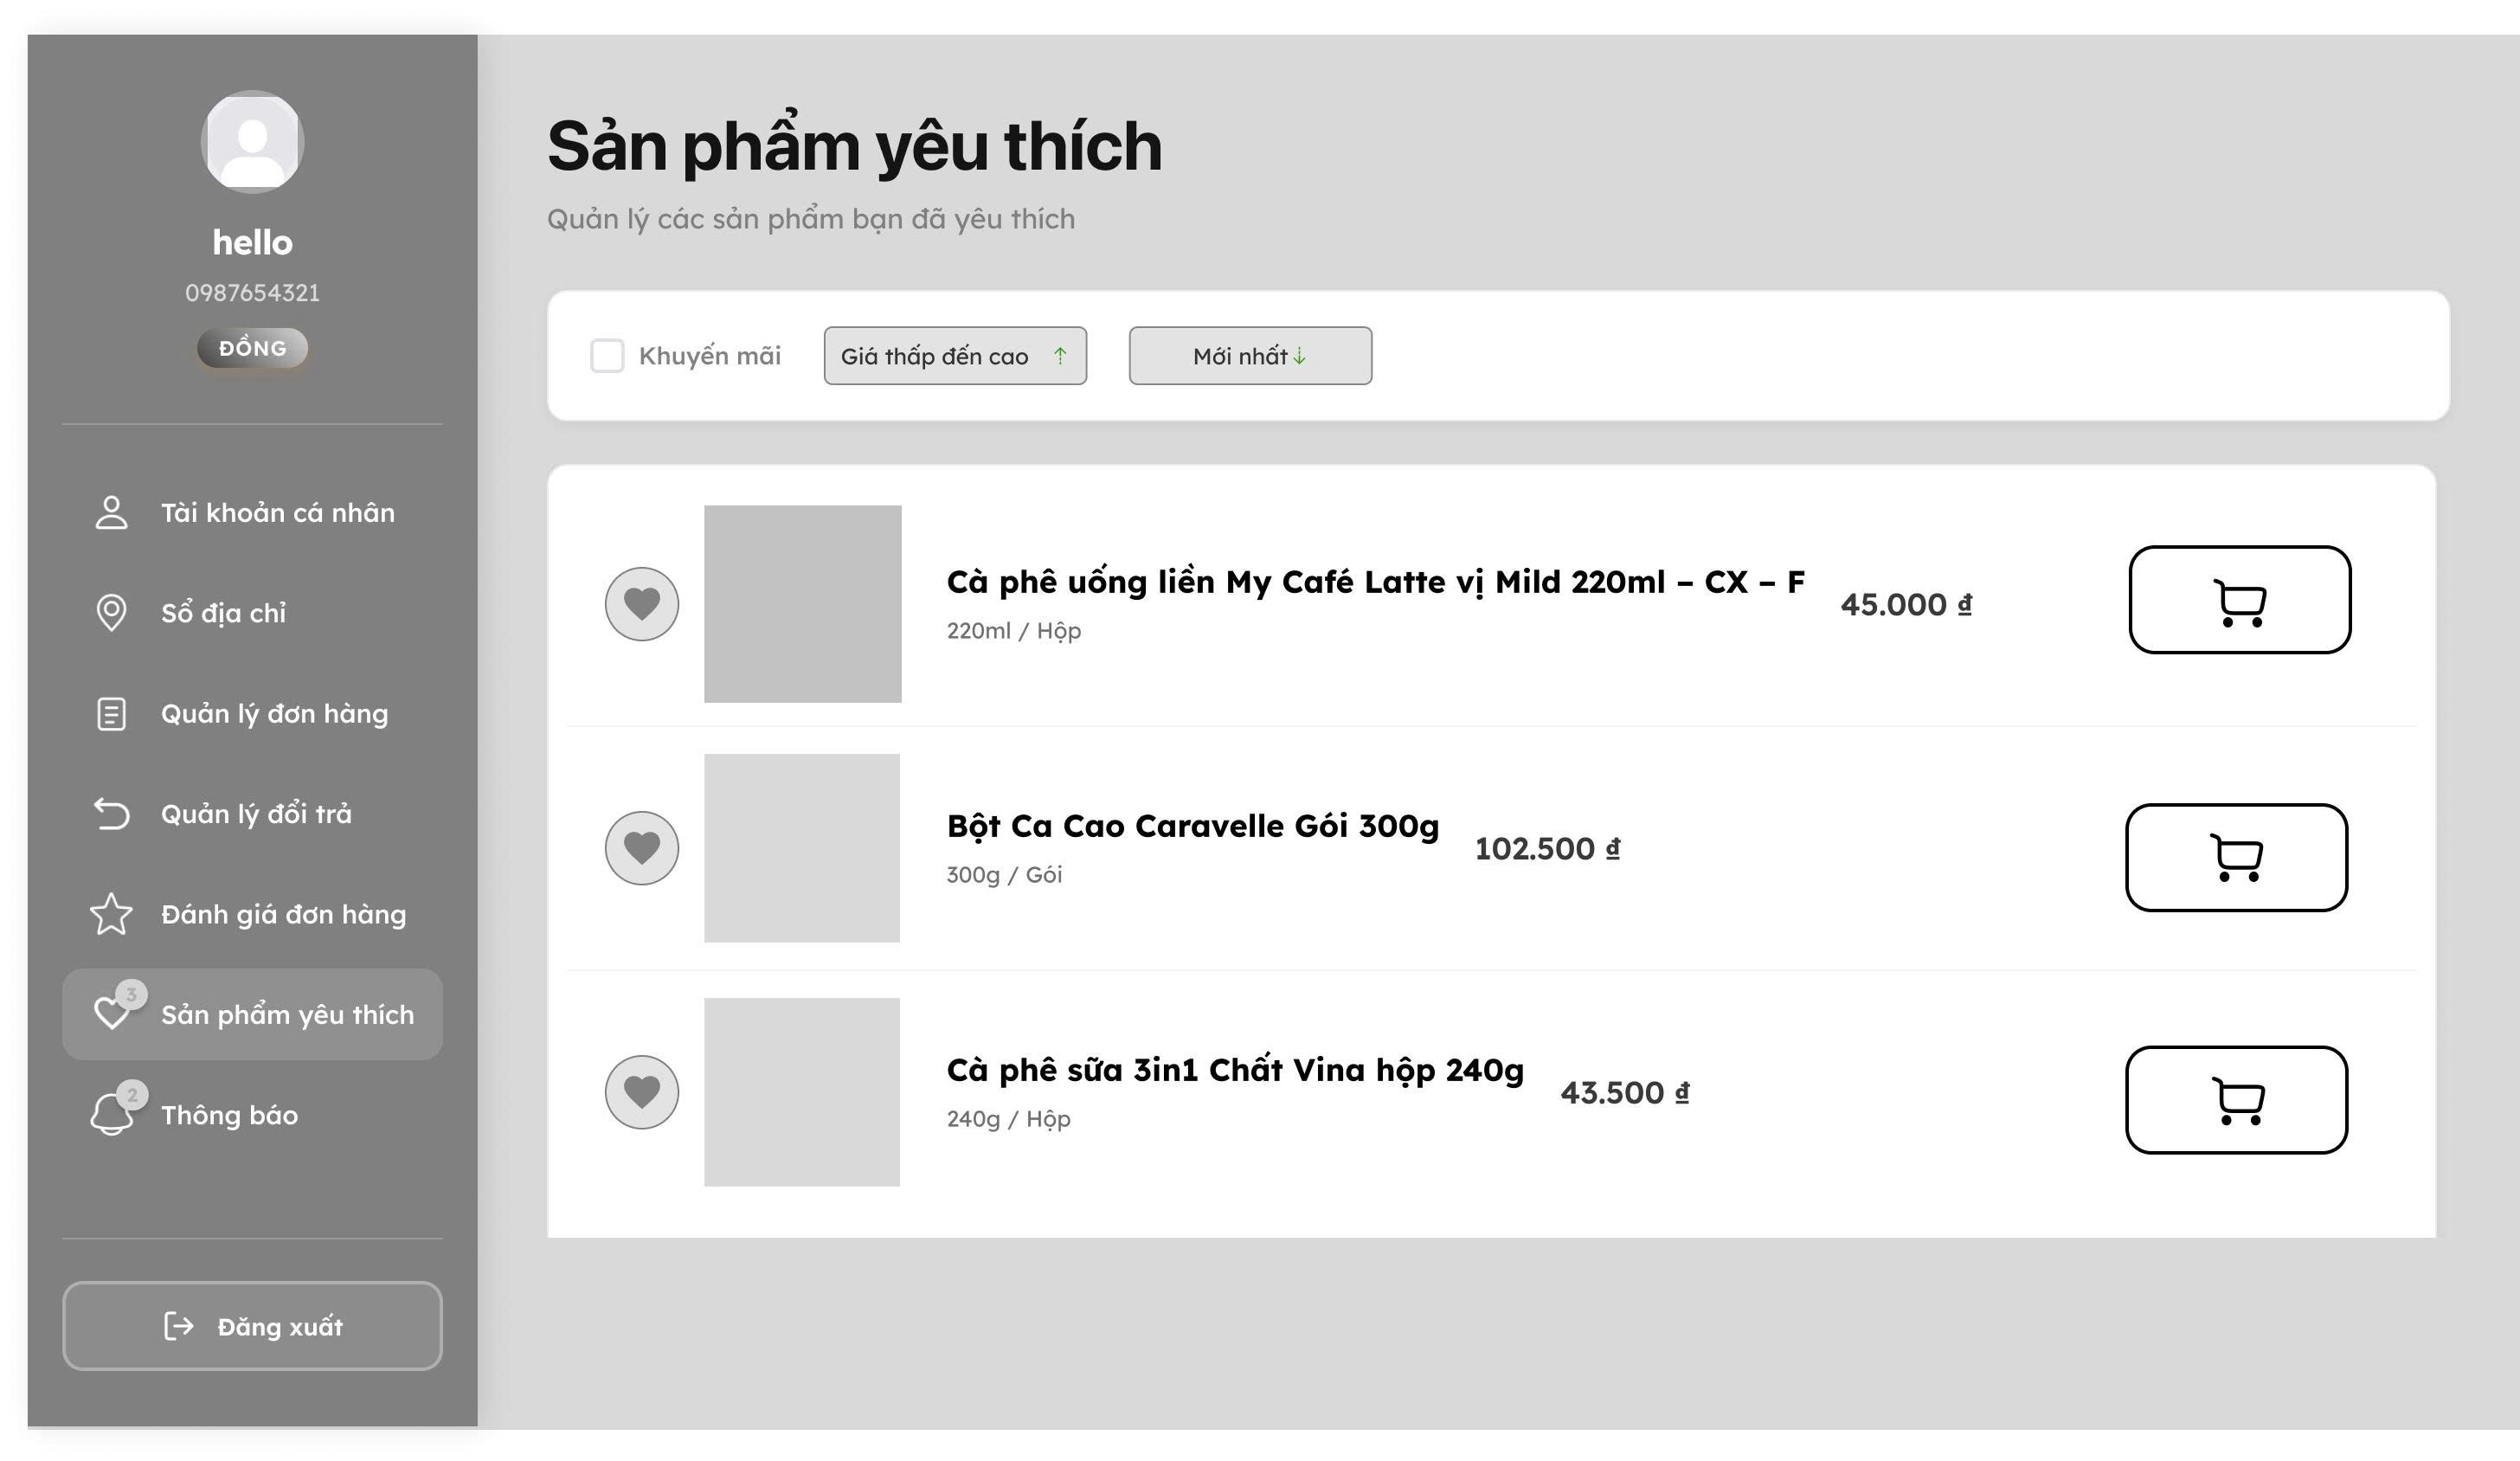 hello
0987654321
ĐỒNG
Tài khoản cá nhân
Sổ địa chỉ
Quản lý đơn hàng
Quản lý đổi trả
Đánh giá đơn hàng
3
Sản phẩm yêu thích
2
Thông báo
Đăng xuất
Sản phẩm yêu thích
Quản lý các sản phẩm bạn đã yêu thích
Khuyến mãi
Giá thấp đến cao ↑
Mới nhất ↓
Cà phê uống liền My Café Latte vị Mild 220ml – CX – F
220ml / Hộp
45.000 ₫
Bột Ca Cao Caravelle Gói 300g
300g / Gói
102.500 ₫
Cà phê sữa 3in1 Chất Vina hộp 240g
240g / Hộp
43.500 ₫